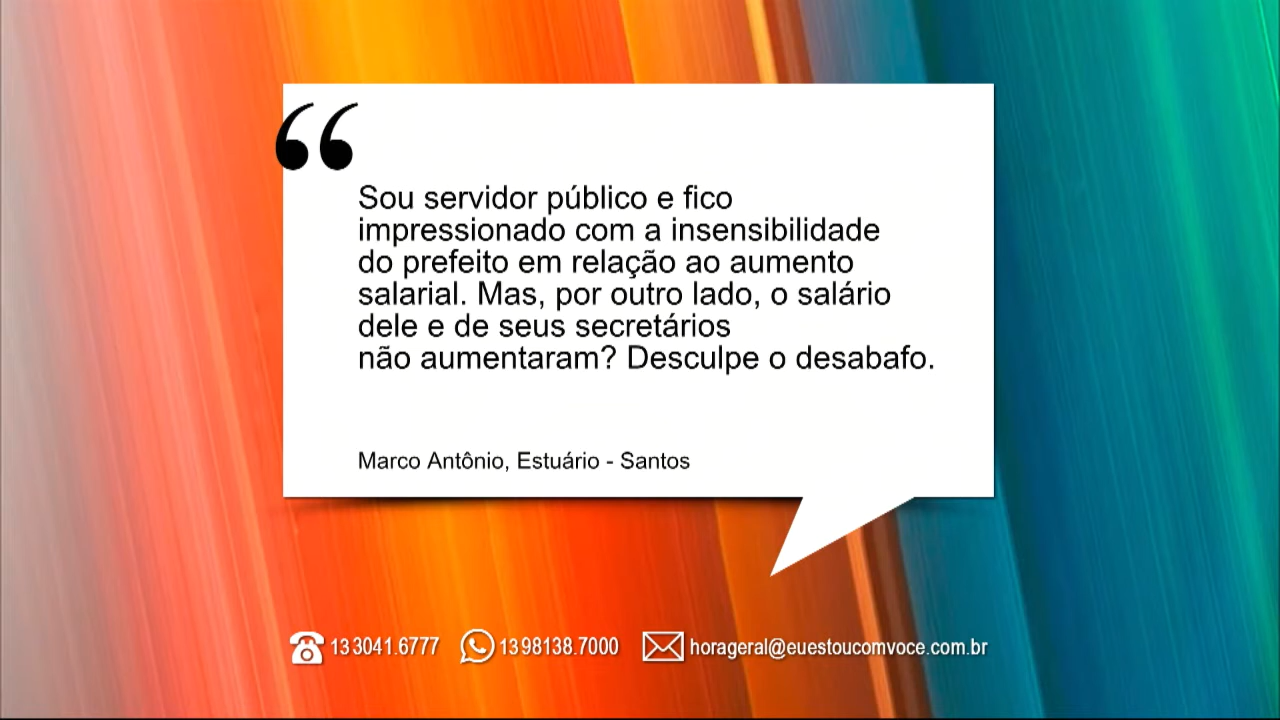 “
Sou servidor público e fico
impressionado com a insensibilidade
do prefeito em relação ao aumento
salarial. Mas, por outro lado, o salário
dele e de seus secretários
não aumentaram? Desculpe o desabafo.
Marco Antônio, Estuário - Santos
13 3041.6777 13 98138.7000 horageral@euestoucomvoce.com.br